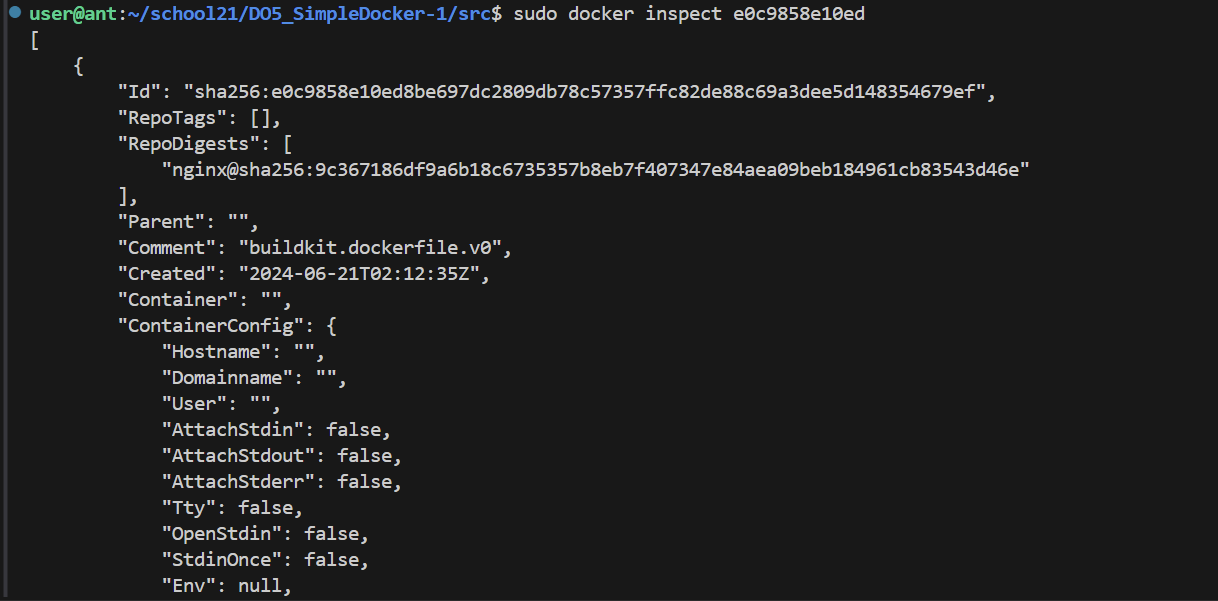 user@ant:~/school21/DO5_SimpleDocker-1/src$ sudo docker inspect e0c9858e10ed
[
    {
        "Id": "sha256:e0c9858e10ed8be697dc2809db78c57357ffc82de88c69a3dee5d148354679ef",
        "RepoTags": [],
        "RepoDigests": [
            "nginx@sha256:9c367186df9a6b18c6735357b8eb7f407347e84aea09beb184961cb83543d46e"
        ],
        "Parent": "",
        "Comment": "buildkit.dockerfile.v0",
        "Created": "2024-06-21T02:12:35Z",
        "Container": "",
        "ContainerConfig": {
            "Hostname": "",
            "Domainname": "",
            "User": "",
            "AttachStdin": false,
            "AttachStdout": false,
            "AttachStderr": false,
            "Tty": false,
            "OpenStdin": false,
            "StdinOnce": false,
            "Env": null,